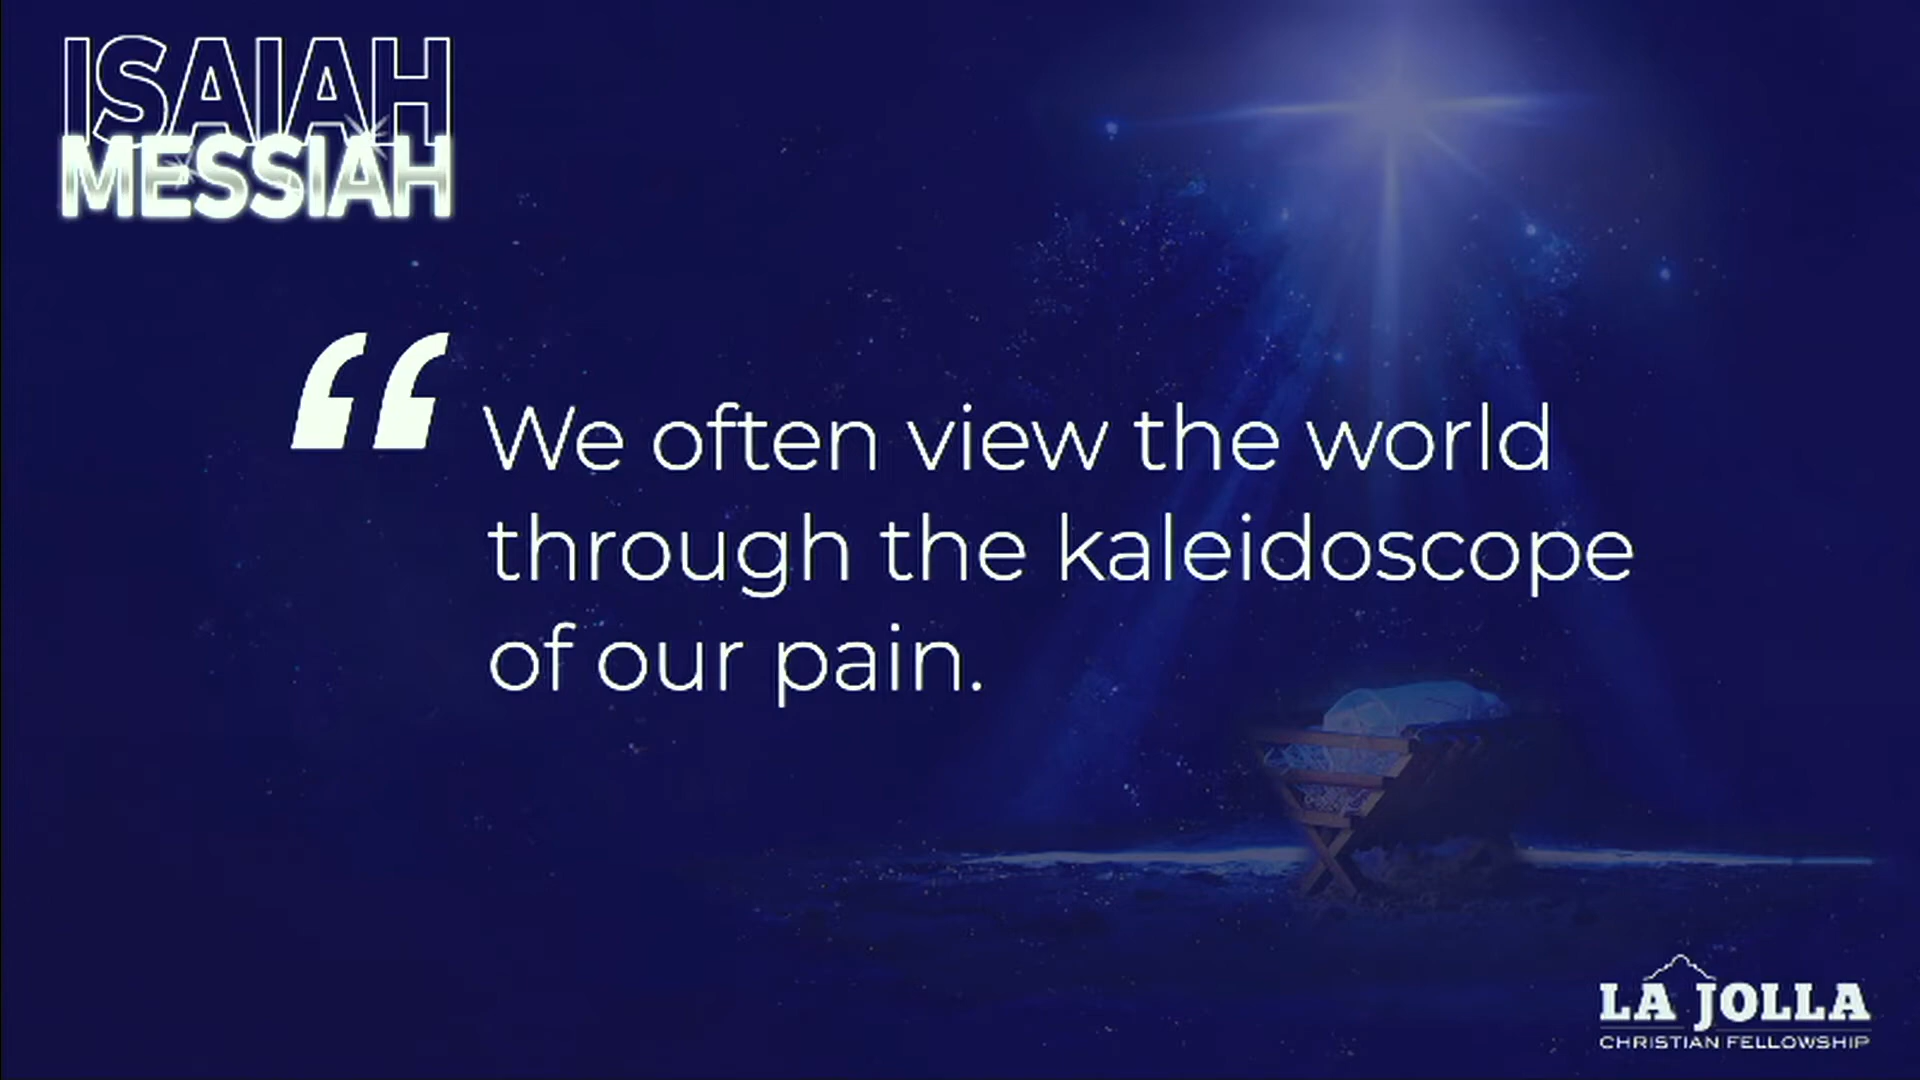 ISAIAH
MESSIAH
“ We often view the world
through the kaleidoscope
of our pain.
LA JOLLA
CHRISTIAN FELLOWSHIP